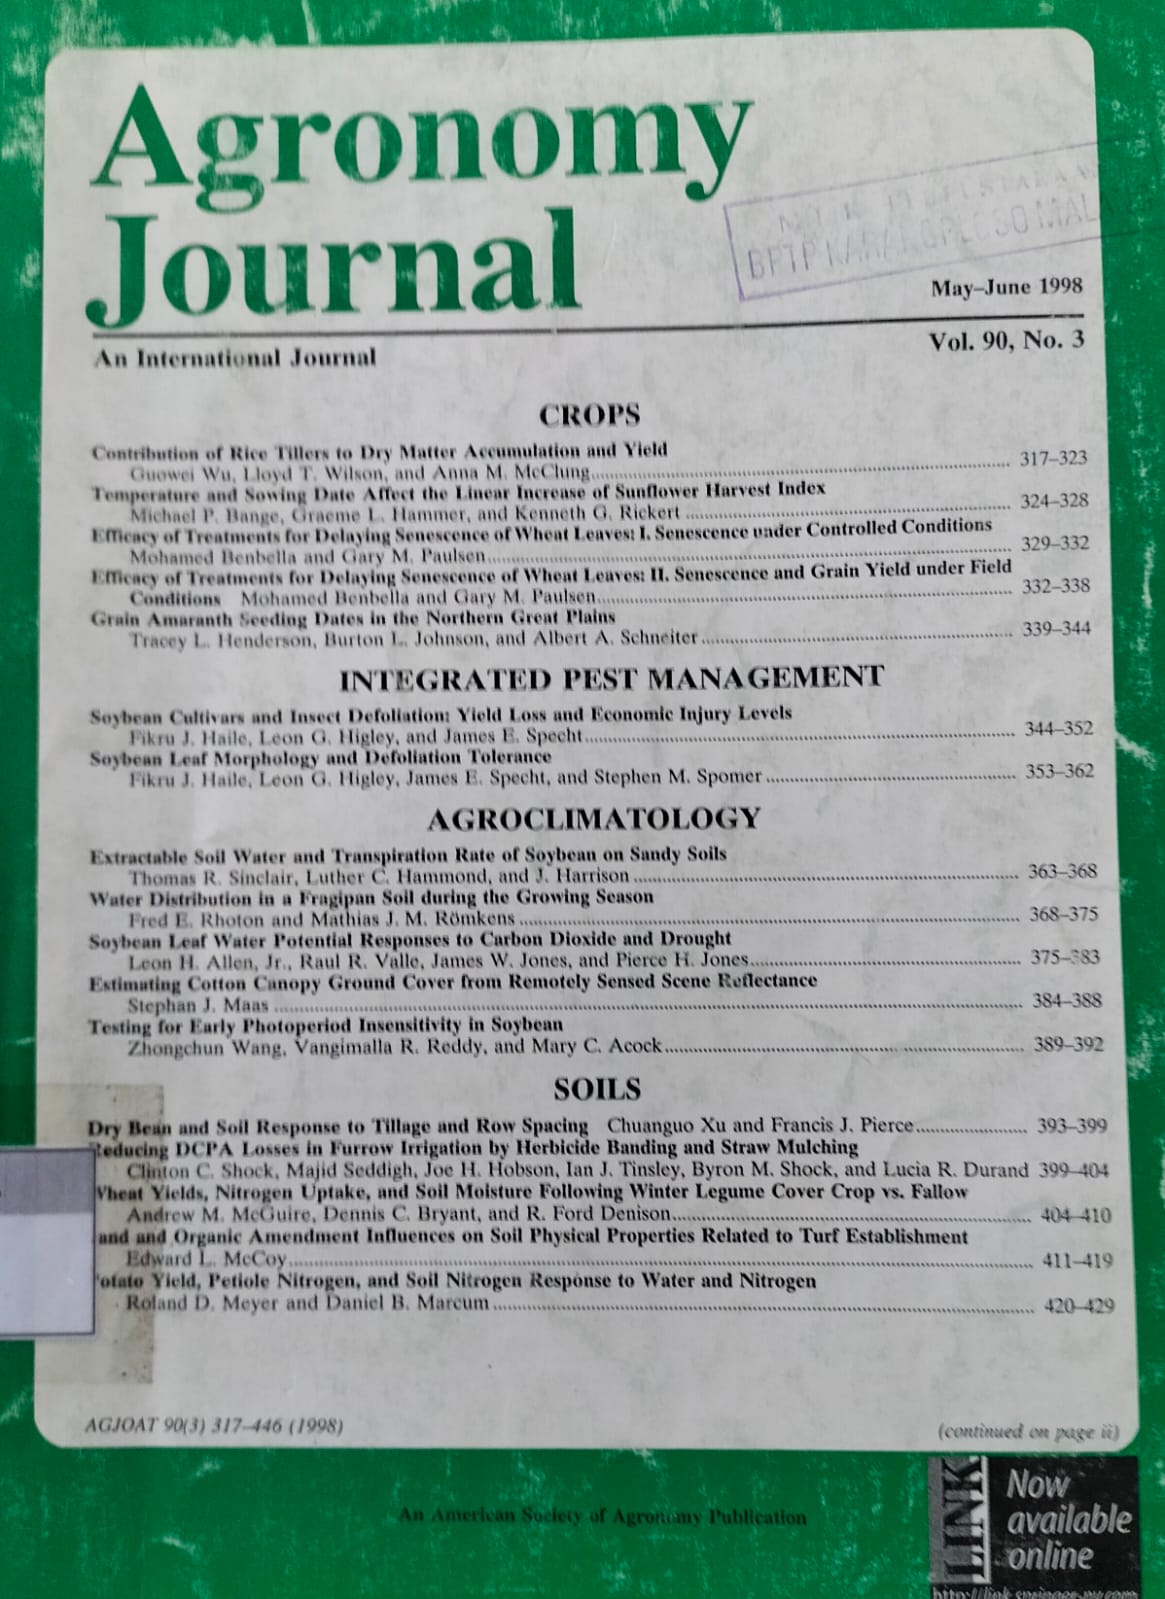 Agronomy
Journal
BPTP KARANGPLOSO MAL
May–June 1998
An International Journal
Vol. 90, No. 3
CROPS
Contribution of Rice Tillers to Dry Matter Accumulation and Yield
Guowei Wu, Lloyd T. Wilson, and Anna M. McClung 317–323
Temperature and Sowing Date Affect the Linear Increase of Sunflower Harvest Index
Michael P. Bange, Graeme L. Hammer, and Kenneth G. Rickert 324–328
Efficacy of Treatments for Delaying Senescence of Wheat Leaves: I. Senescence under Controlled Conditions
Mohamed Benbella and Gary M. Paulsen 329–332
Efficacy of Treatments for Delaying Senescence of Wheat Leaves: II. Senescence and Grain Yield under Field
Conditions Mohamed Benbella and Gary M. Paulsen 332–338
Grain Amaranth Seeding Dates in the Northern Great Plains
Tracey L. Henderson, Burton L. Johnson, and Albert A. Schneiter 339–344
INTEGRATED PEST MANAGEMENT
Soybean Cultivars and Insect Defoliation: Yield Loss and Economic Injury Levels
Fikru J. Haile, Leon G. Higley, and James E. Specht 344–352
Soybean Leaf Morphology and Defoliation Tolerance
Fikru J. Haile, Leon G. Higley, James E. Specht, and Stephen M. Spomer 353–362
AGROCLIMATOLOGY
Extractable Soil Water and Transpiration Rate of Soybean on Sandy Soils
Thomas R. Sinclair, Luther C. Hammond, and J. Harrison 363–368
Water Distribution in a Fragipan Soil during the Growing Season
Fred E. Rhoton and Mathias J. M. Römkens 368–375
Soybean Leaf Water Potential Responses to Carbon Dioxide and Drought
Leon H. Allen, Jr., Raul R. Valle, James W. Jones, and Pierce H. Jones 375–383
Estimating Cotton Canopy Ground Cover from Remotely Sensed Scene Reflectance
Stephan J. Maas 384–388
Testing for Early Photoperiod Insensitivity in Soybean
Zhongchun Wang, Vangimalla R. Reddy, and Mary C. Acock 389–392
SOILS
Dry Bean and Soil Response to Tillage and Row Spacing Chuanguo Xu and Francis J. Pierce 393–399
Reducing DCPA Losses in Furrow Irrigation by Herbicide Banding and Straw Mulching
Clinton C. Shock, Majid Seddigh, Joe H. Hobson, Ian J. Tinsley, Byron M. Shock, and Lucia R. Durand 399–404
Wheat Yields, Nitrogen Uptake, and Soil Moisture Following Winter Legume Cover Crop vs. Fallow
Andrew M. McGuire, Dennis C. Bryant, and R. Ford Denison 404–410
and and Organic Amendment Influences on Soil Physical Properties Related to Turf Establishment
Edward L. McCoy 411–419
otato Yield, Petiole Nitrogen, and Soil Nitrogen Response to Water and Nitrogen
Roland D. Meyer and Daniel B. Marcum 420–429
AGJOAT 90(3) 317–446 (1998)
(continued on page ii)
An American Society of Agronomy Publication
LINK
Now
available
online